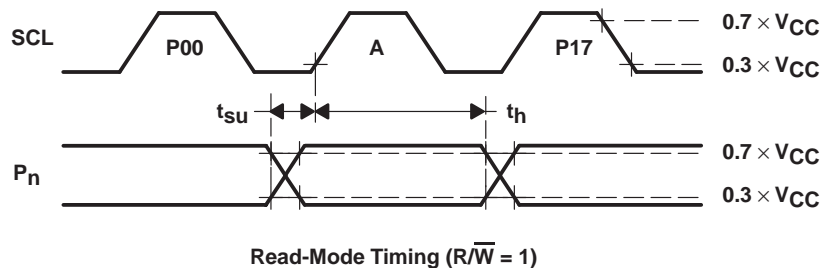 SCL
P00
A
P17
0.7 × VCC
0.3 × VCC
tsu
th
Pn
0.7 × VCC
0.3 × VCC
Read-Mode Timing (R/W̅ = 1)